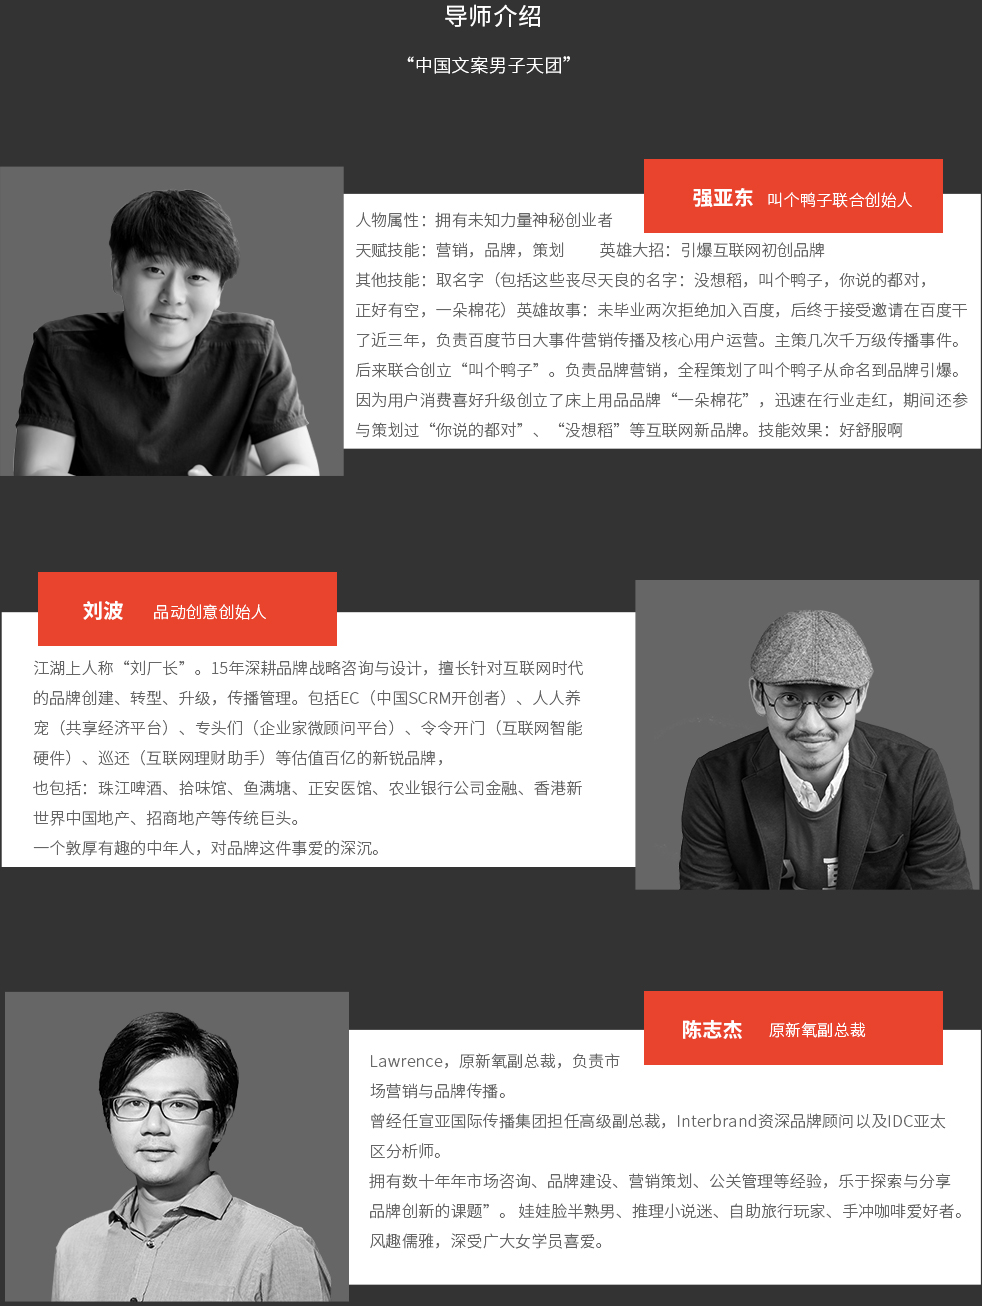 导师介绍
“中国文案男子天团”
强亚东 叫个鸭子联合创始人
人物属性：拥有未知力量神秘创业者
天赋技能：营销，品牌，策划 英雄大招：引爆互联网初创品牌
其他技能：取名字（包括这些丧尽天良的名字：没想稻，叫个鸭子，你说的都对，
正好有空，一朵棉花）英雄故事：未毕业两次拒绝加入百度，后终于接受邀请在百度干
了近三年，负责百度节日大事件营销传播及核心用户运营。主策几次千万级传播事件。
后来联合创立“叫个鸭子”。负责品牌营销，全程策划了叫个鸭子从命名到品牌引爆。
因为用户消费喜好升级创立了床上用品品牌“一朵棉花”，迅速在行业走红，期间还参
与策划过“你说的都对”、“没想稻”等互联网新品牌。技能效果：好舒服啊
刘波 品动创意创始人
江湖上人称“刘厂长”。15年深耕品牌战略咨询与设计，擅长针对互联网时代
的品牌创建、转型、升级，传播管理。包括EC（中国SCRM开创者）、人人养
宠（共享经济平台）、专头们（企业家微顾问平台）、令令开门（互联网智能
硬件）、巡还（互联网理财助手）等估值百亿的新锐品牌，
也包括：珠江啤酒、拾味馆、鱼满塘、正安医馆、农业银行公司金融、香港新
世界中国地产、招商地产等传统巨头。
一个敦厚有趣的中年人，对品牌这件事爱的深沉。
陈志杰 原新氧副总裁
Lawrence，原新氧副总裁，负责市
场营销与品牌传播。
曾经任宣亚国际传播集团担任高级副总裁，Interbrand资深品牌顾问以及IDC亚太
区分析师。
拥有数十年年市场咨询、品牌建设、营销策划、公关管理等经验，乐于探索与分享
品牌创新的课题”。 娃娃脸半熟男、推理小说迷、自助旅行玩家、手冲咖啡爱好者。
风趣儒雅，深受广大女学员喜爱。